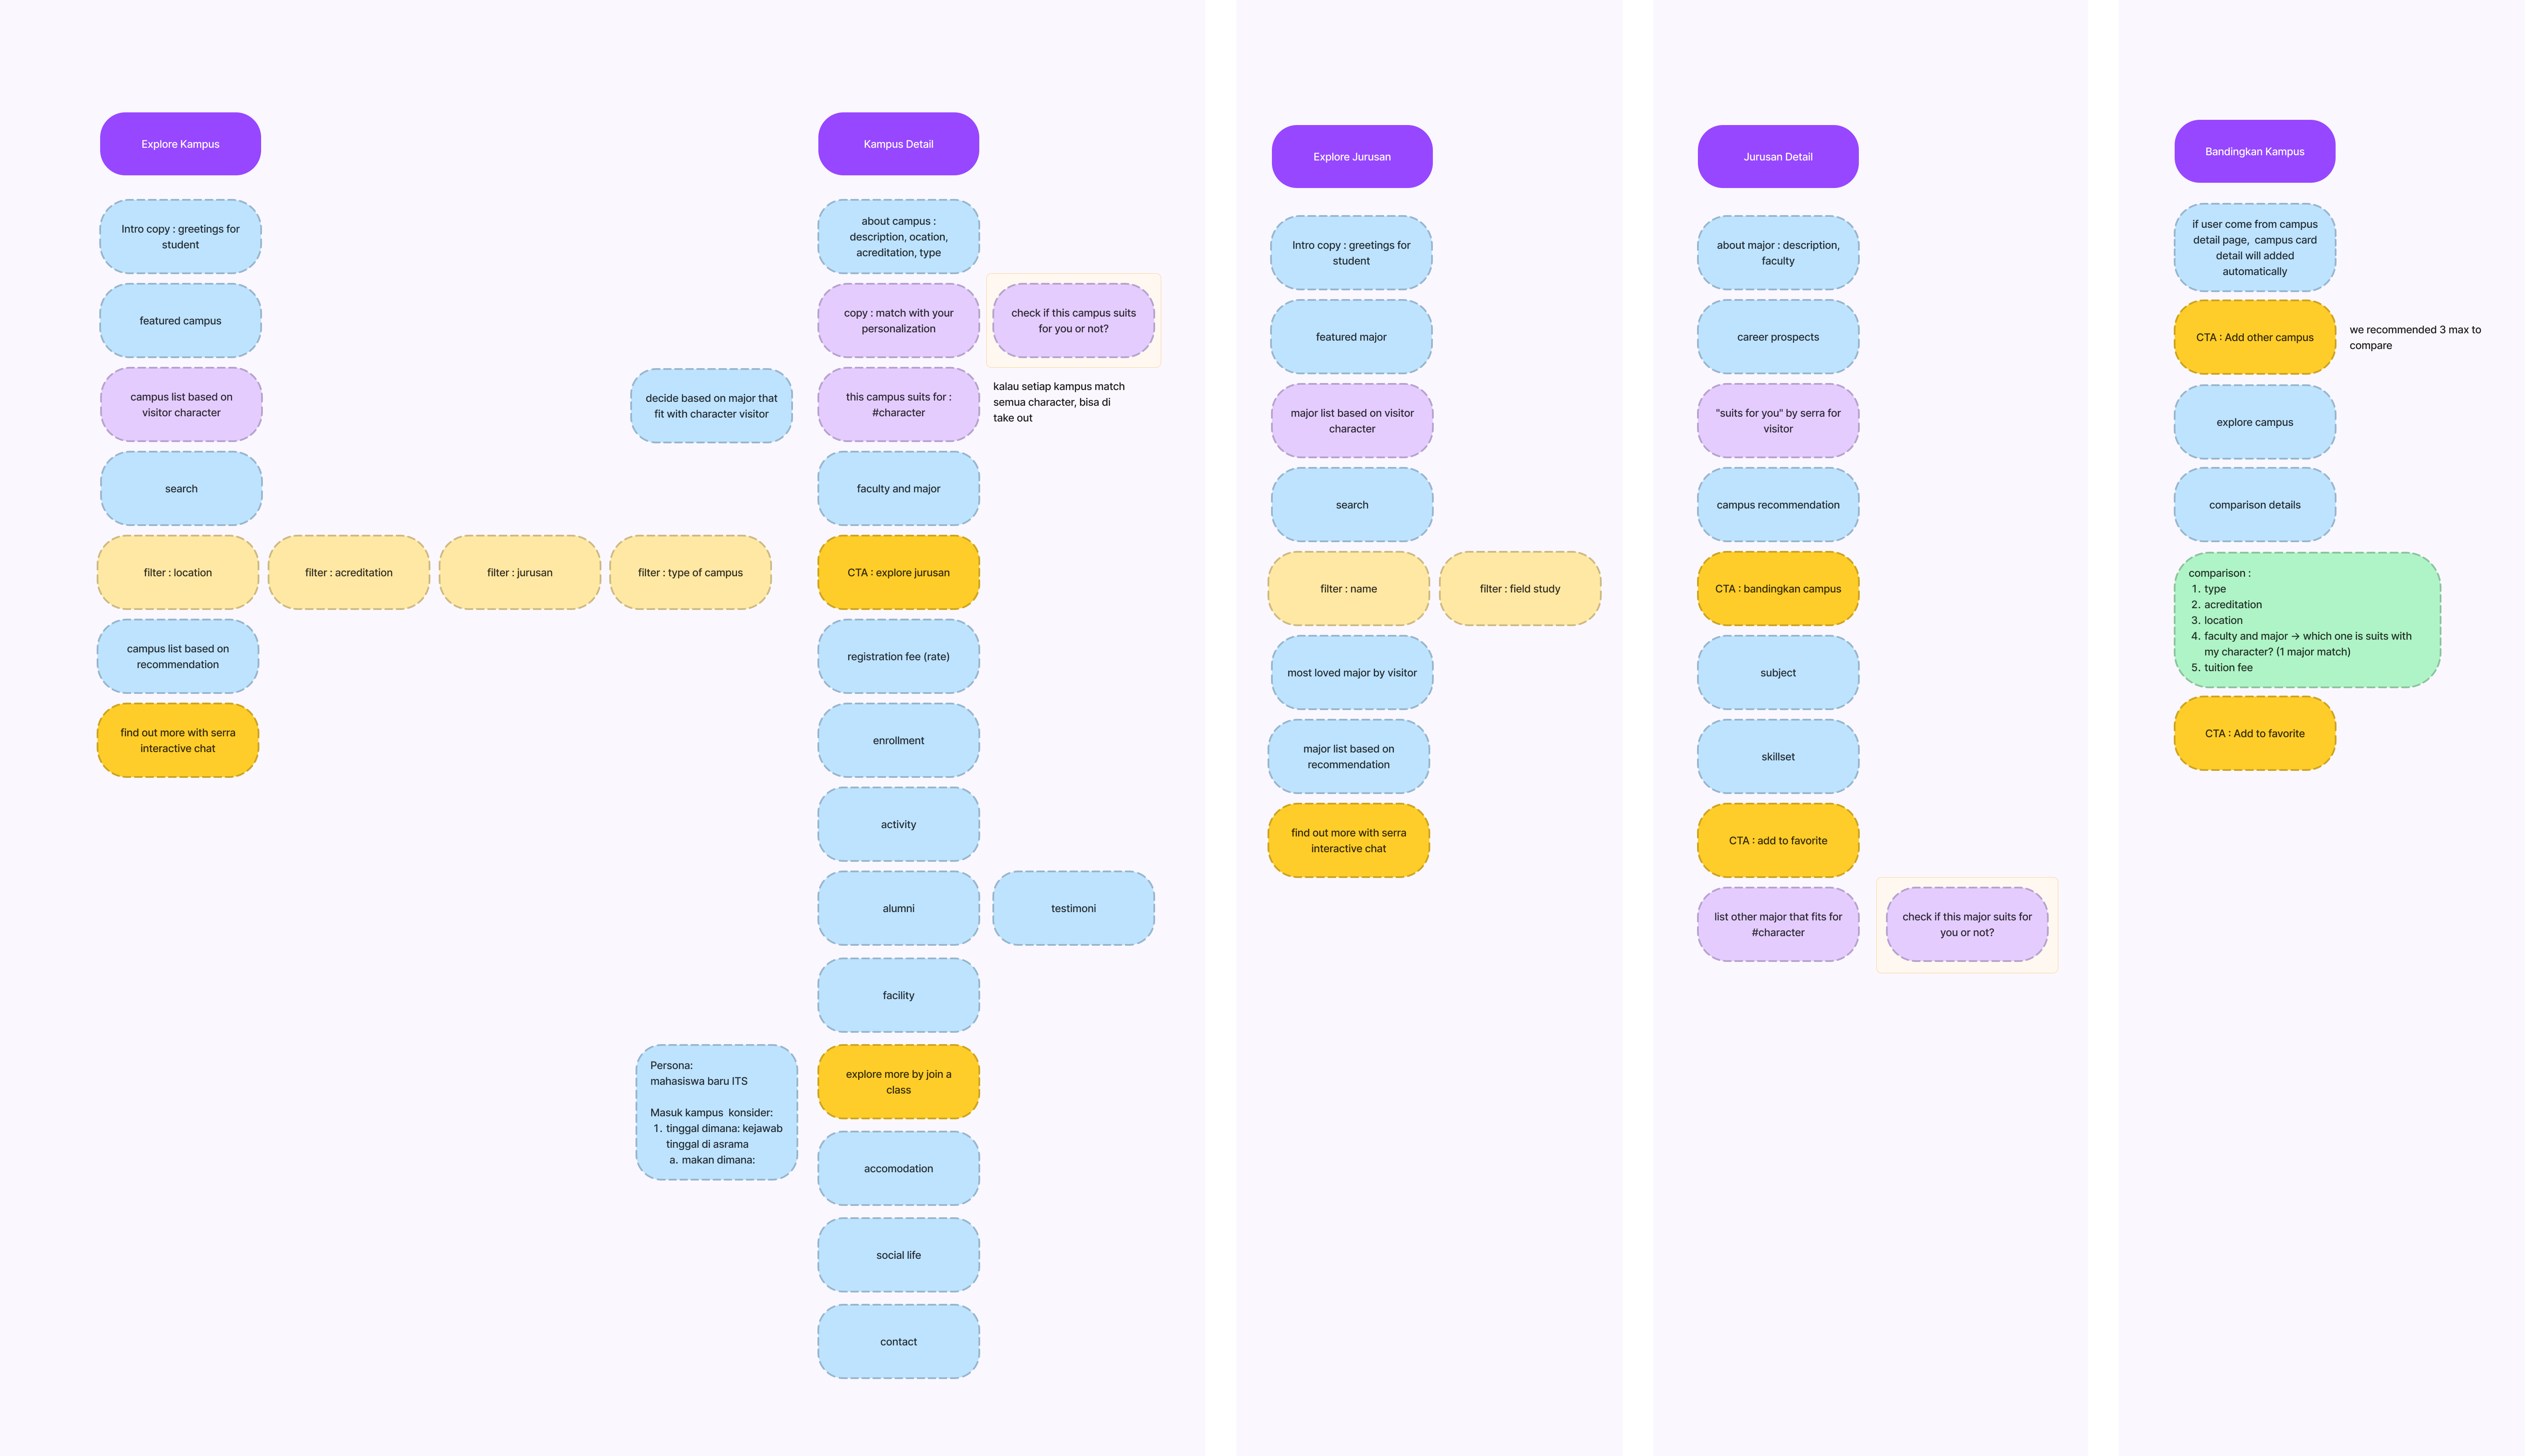 Explore Kampus
Intro copy : greetings for
student
featured campus
campus list based on
visitor character
search
filter : location
filter : acreditation
filter : jurusan
filter : type of campus
campus list based on
recommendation
find out more with serra
interactive chat
Kampus Detail
about campus :
description, ocation,
acreditation, type
copy : match with your
personalization
check if this campus suits
for you or not?
decide based on major that
fit with character visitor
this campus suits for :
#character
kalau setiap kampus match
semua character, bisa di
take out
faculty and major
CTA : explore jurusan
registration fee (rate)
enrollment
activity
alumni
testimoni
facility
Persona:
mahasiswa baru ITS
Masuk kampus  konsider:
1. tinggal dimana: kejawab
tinggal di asrama
a. makan dimana:
explore more by join a
class
accomodation
social life
contact
Explore Jurusan
Intro copy : greetings for
student
featured major
major list based on visitor
character
search
filter : name
filter : field study
most loved major by visitor
major list based on
recommendation
find out more with serra
interactive chat
Jurusan Detail
about major : description,
faculty
career prospects
"suits for you" by serra for
visitor
campus recommendation
CTA : bandingkan campus
subject
skillset
CTA : add to favorite
list other major that fits for
#character
check if this major suits for
you or not?
Bandingkan Kampus
if user come from campus
detail page,  campus card
detail will added
automatically
CTA : Add other campus
we recommended 3 max to
compare
explore campus
comparison details
comparison :
1. type
2. acreditation
3. location
4. faculty and major → which one is suits with
my character? (1 major match)
5. tuition fee
CTA : Add to favorite